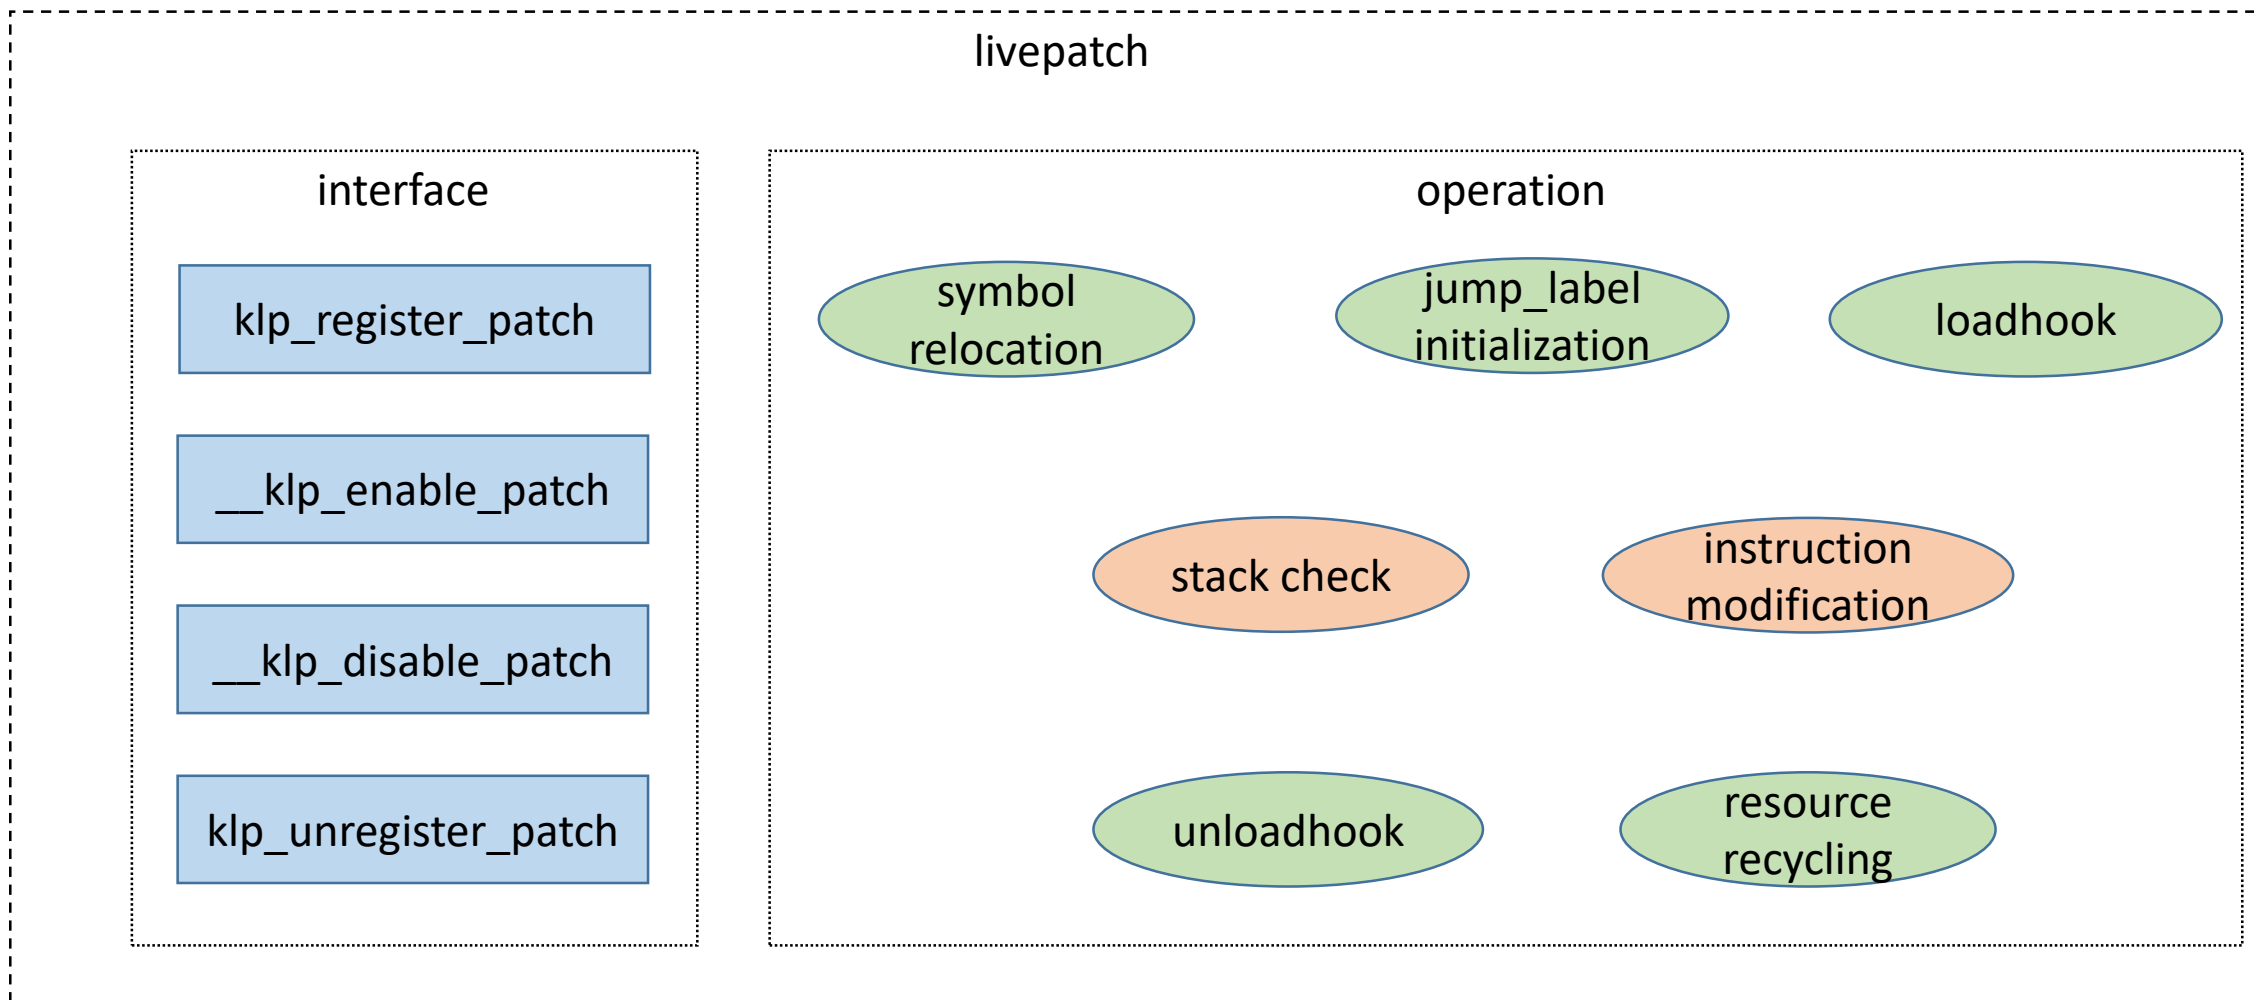 livepatch
interface
klp_register_patch
__klp_enable_patch
__klp_disable_patch
klp_unregister_patch
operation
symbol
relocation
jump_label
initialization
loadhook
stack check
instruction
modification
unloadhook
resource
recycling